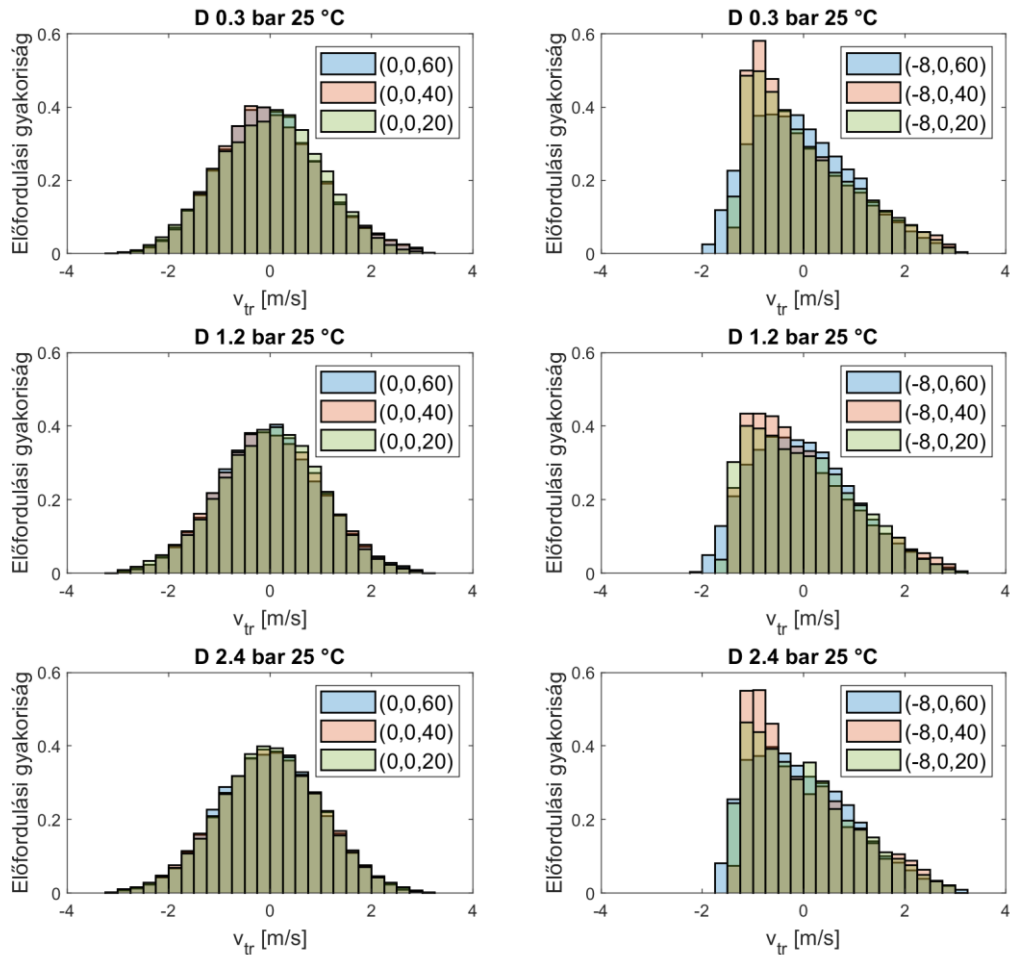 D 0.3 bar 25 °C
Előfordulási gyakoriság
0.6
0.4
0.2
0
-4 -2 0 2 4
v_tr [m/s]
(0,0,60)
(0,0,40)
(0,0,20)
D 0.3 bar 25 °C
Előfordulási gyakoriság
0.6
0.4
0.2
0
-4 -2 0 2 4
v_tr [m/s]
(-8,0,60)
(-8,0,40)
(-8,0,20)
D 1.2 bar 25 °C
Előfordulási gyakoriság
0.6
0.4
0.2
0
-4 -2 0 2 4
v_tr [m/s]
(0,0,60)
(0,0,40)
(0,0,20)
D 1.2 bar 25 °C
Előfordulási gyakoriság
0.6
0.4
0.2
0
-4 -2 0 2 4
v_tr [m/s]
(-8,0,60)
(-8,0,40)
(-8,0,20)
D 2.4 bar 25 °C
Előfordulási gyakoriság
0.6
0.4
0.2
0
-4 -2 0 2 4
v_tr [m/s]
(0,0,60)
(0,0,40)
(0,0,20)
D 2.4 bar 25 °C
Előfordulási gyakoriság
0.6
0.4
0.2
0
-4 -2 0 2 4
v_tr [m/s]
(-8,0,60)
(-8,0,40)
(-8,0,20)